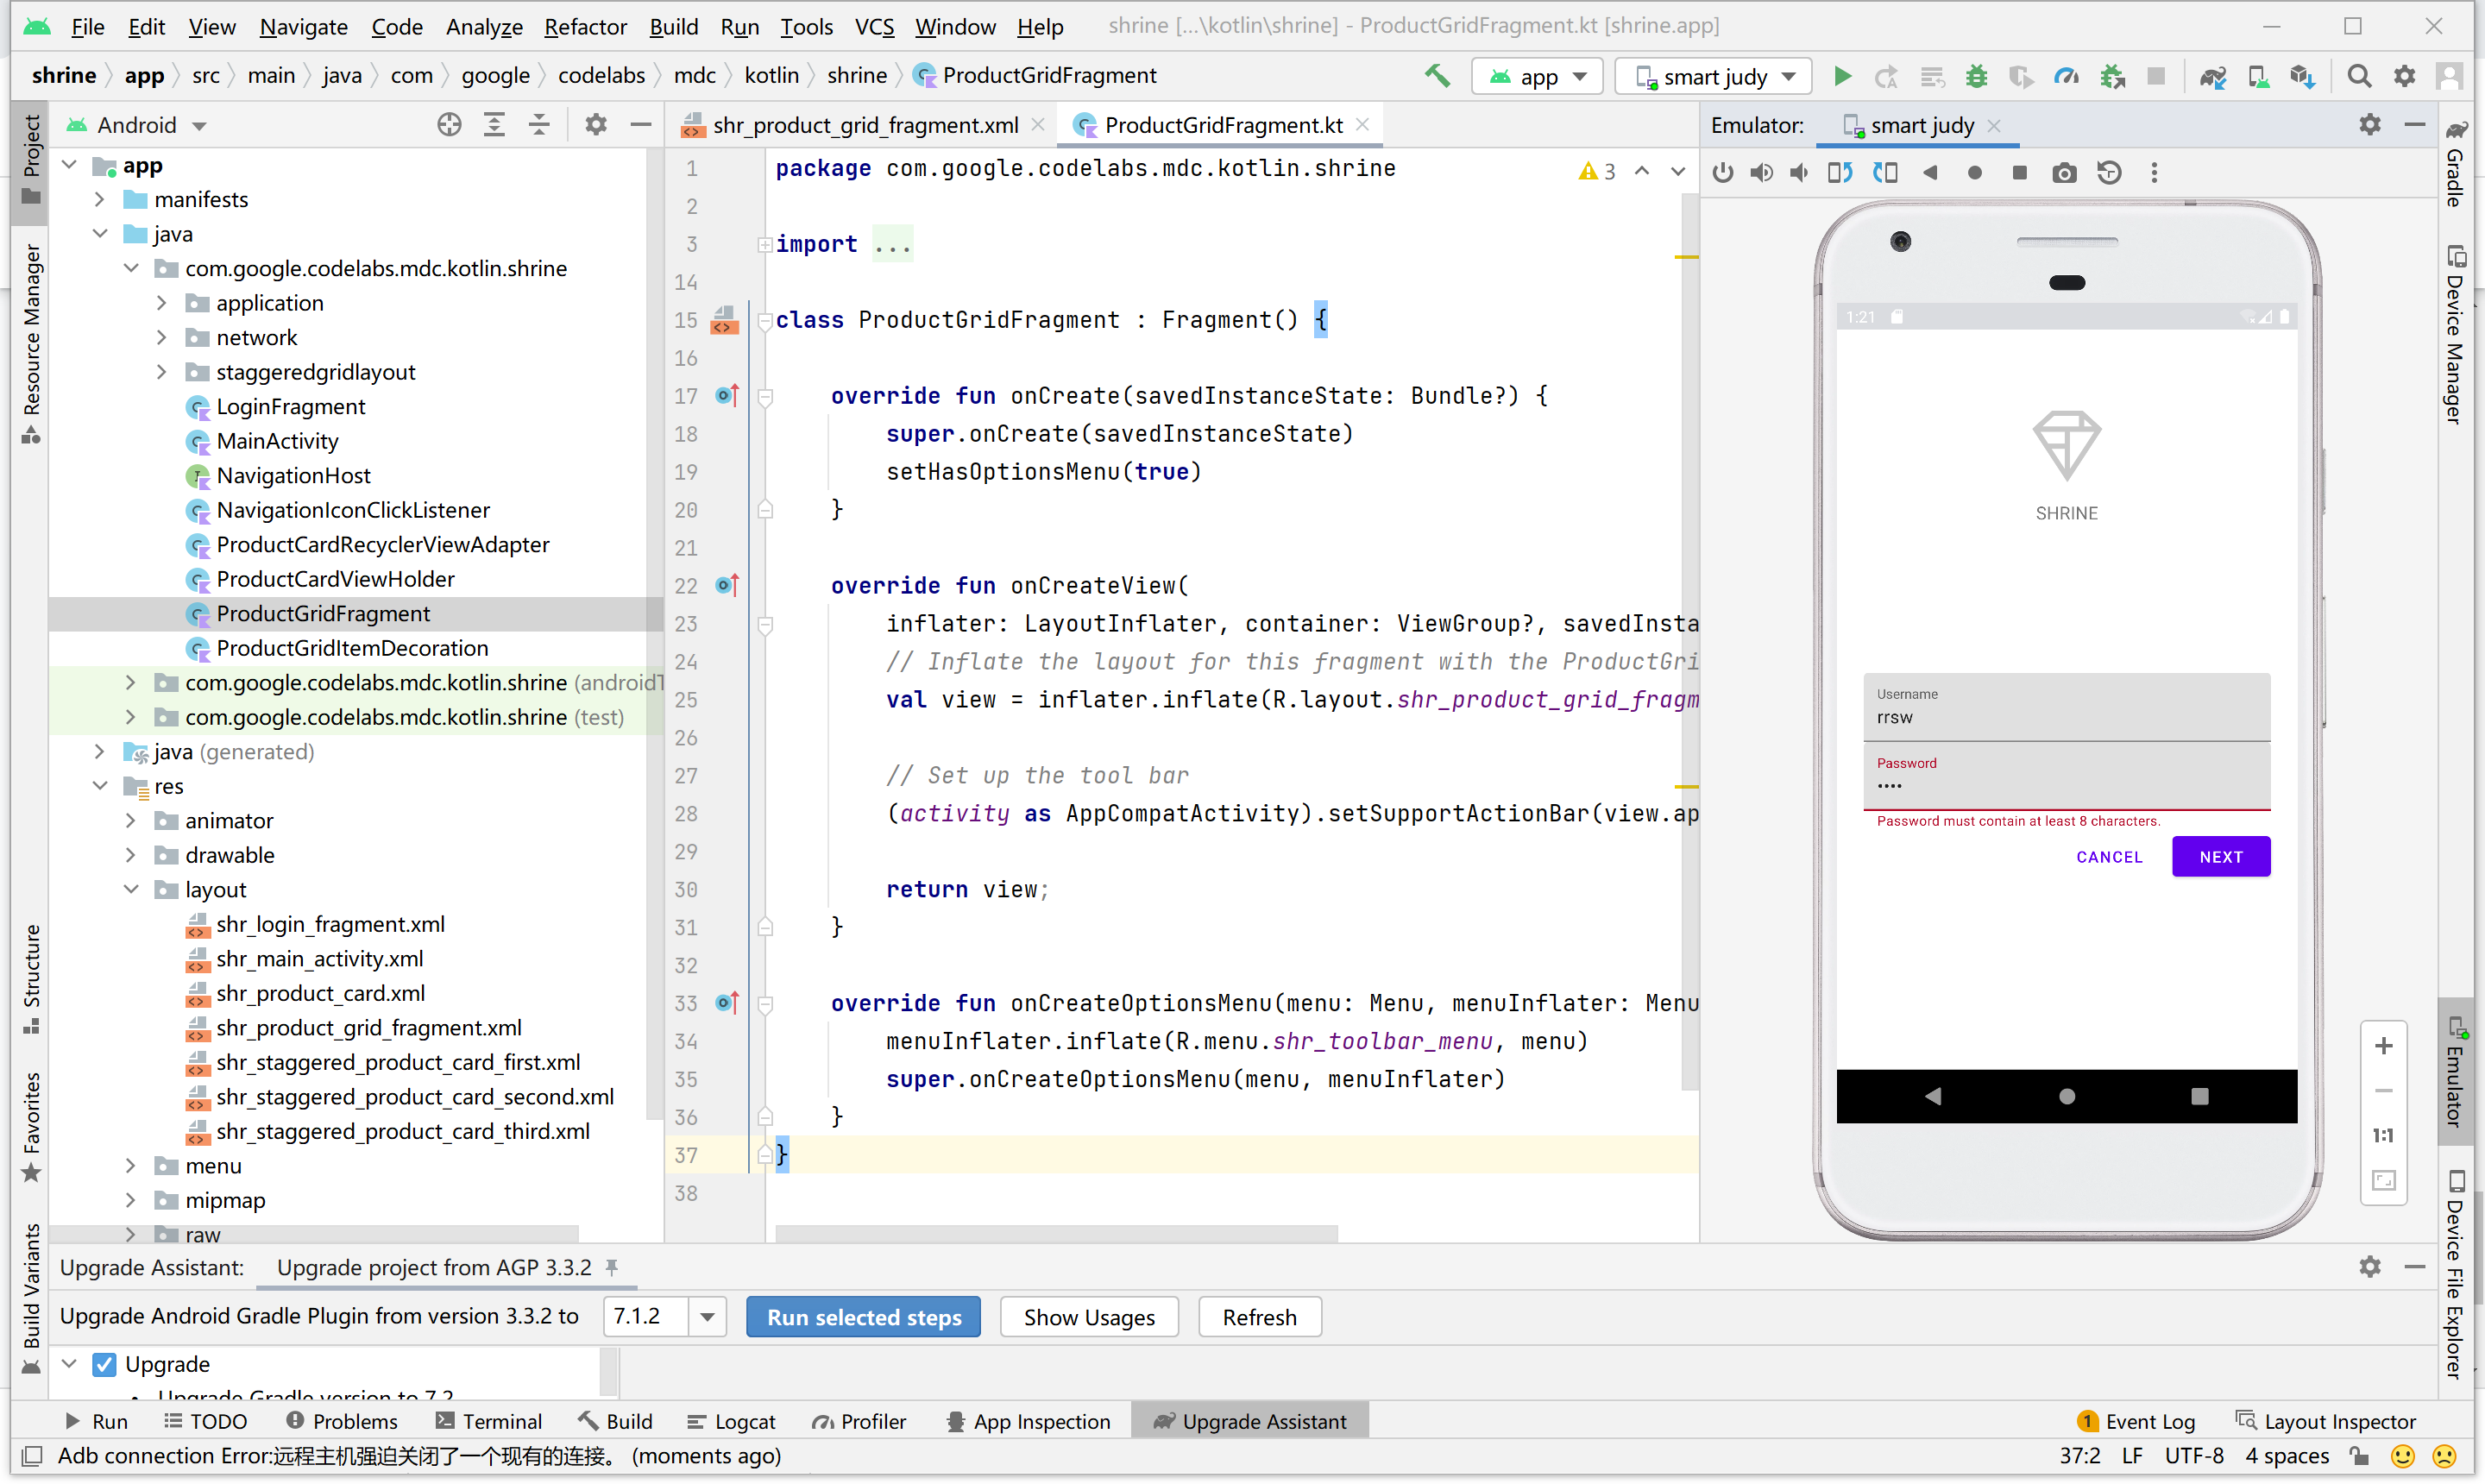 File Edit View Navigate Code Analyze Refactor Build Run Tools VCS Window Help shrine [...\kotlin\shrine] - ProductGridFragment.kt [shrine.app]
shrine app src main java com google codelabs mdc kotlin shrine ProductGridFragment app smart judy
Project
Resource Manager
Structure
Favorites
Build Variants
Android
app
manifests
java
com.google.codelabs.mdc.kotlin.shrine
application
network
staggeredgridlayout
LoginFragment
MainActivity
NavigationHost
NavigationIconClickListener
ProductCardRecyclerViewAdapter
ProductCardViewHolder
ProductGridFragment
ProductGridItemDecoration
com.google.codelabs.mdc.kotlin.shrine (androidT
com.google.codelabs.mdc.kotlin.shrine (test)
java (generated)
res
animator
drawable
layout
shr_login_fragment.xml
shr_main_activity.xml
shr_product_card.xml
shr_product_grid_fragment.xml
shr_staggered_product_card_first.xml
shr_staggered_product_card_second.xml
shr_staggered_product_card_third.xml
menu
mipmap
raw
shr_product_grid_fragment.xml ProductGridFragment.kt
3
1 package com.google.codelabs.mdc.kotlin.shrine
2
3 import ...
14
15 class ProductGridFragment : Fragment() {
16
17 override fun onCreate(savedInstanceState: Bundle?) {
18 super.onCreate(savedInstanceState)
19 setHasOptionsMenu(true)
20 }
21
22 override fun onCreateView(
23 inflater: LayoutInflater, container: ViewGroup?, savedInsta
24 // Inflate the layout for this fragment with the ProductGri
25 val view = inflater.inflate(R.layout.shr_product_grid_fragm
26
27 // Set up the tool bar
28 (activity as AppCompatActivity).setSupportActionBar(view.ap
29
30 return view;
31 }
32
33 override fun onCreateOptionsMenu(menu: Menu, menuInflater: Menu
34 menuInflater.inflate(R.menu.shr_toolbar_menu, menu)
35 super.onCreateOptionsMenu(menu, menuInflater)
36 }
37 }
38
Emulator: smart judy
1:21
SHRINE
Username
rrsw
Password
••••
Password must contain at least 8 characters.
CANCEL NEXT
1:1
Gradle
Device Manager
Emulator
Device File Explorer
Upgrade Assistant: Upgrade project from AGP 3.3.2
Upgrade Android Gradle Plugin from version 3.3.2 to 7.1.2 Run selected steps Show Usages Refresh
Upgrade
Upgrade Gradle version to 7.2
Run TODO Problems Terminal Build Logcat Profiler App Inspection Upgrade Assistant 1 Event Log Layout Inspector
Adb connection Error:远程主机强迫关闭了一个现有的连接。 (moments ago) 37:2 LF UTF-8 4 spaces